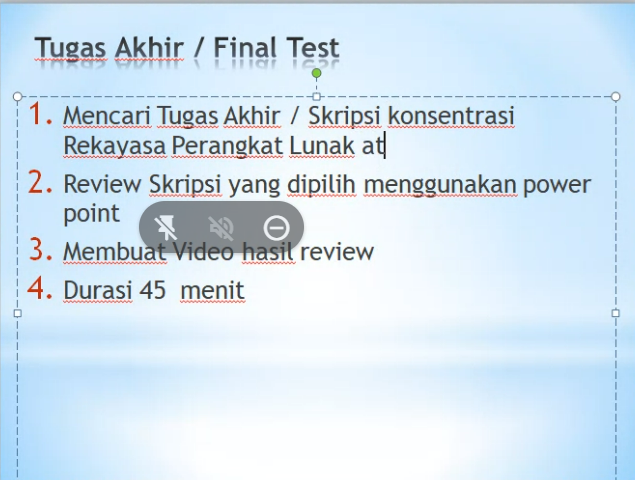 Tugas Akhir / Final Test
1. Mencari Tugas Akhir / Skripsi konsentrasi
Rekayasa Perangkat Lunak at
2. Review Skripsi yang dipilih menggunakan power
point
3. Membuat Video hasil review
4. Durasi 45 menit